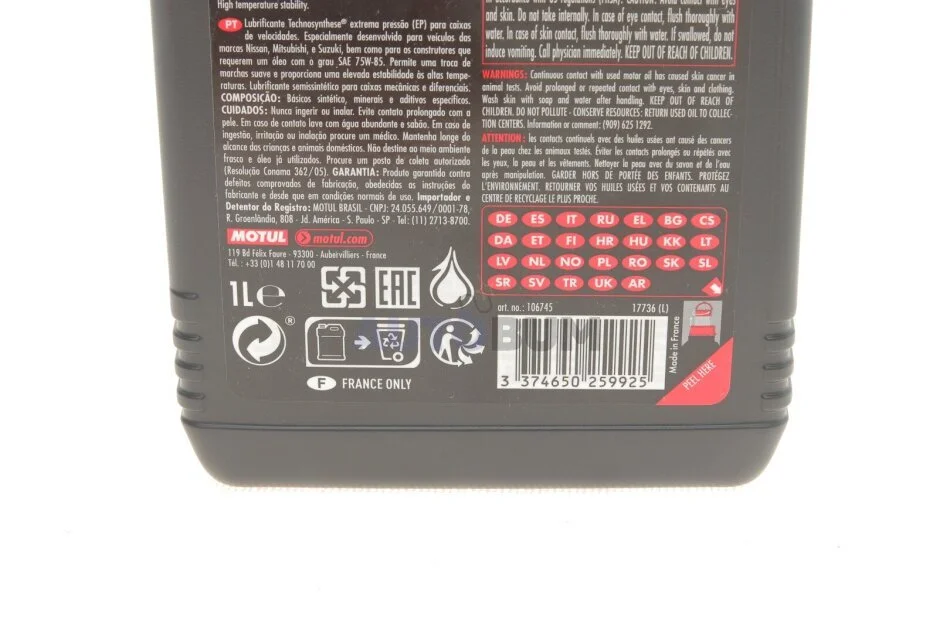 High temperature stability.
PT Lubrificante Technosynthese® extrema pressão (EP) para caixas
de velocidades. Especialmente desenvolvido para veículos das
marcas Nissan, Mitsubishi, e Suzuki, bem como para os construtores que
requerem um óleo com o grau SAE 75W-85. Permite uma troca de
marchas suave e proporciona uma elevada estabilidade às altas tempe-
raturas. Lubrificante semissintético para caixas mecânicas e diferenciais.
COMPOSIÇÃO: Básicos sintético, minerais e aditivos específicos.
CUIDADOS: Nunca ingerir ou inalar. Evite contato prolongado com a
pele. Em caso de contato lave com água abundante e sabão. Em caso de
ingestão, irritação ou inalação procure um médico. Mantenha longe do
alcance das crianças e animais domésticos. Não destine ao meio ambiente
frasco e óleo já utilizados. Procure um posto de coleta autorizado
(Resolução Conama 362/05). GARANTIA: Produto garantido contra
defeitos comprovados de fabricação, obedecidas as instruções do
fabricante e desde que em condições normais de uso. Importador e
Detentor do Registro: MOTUL BRASIL - CNPJ: 24.055.649/0001-78,
R. Groenlândia, 808 - Jd. América - S. Paulo - SP - Tel: (11) 2713-8700.
MOTUL motul.com
119 Bd Félix Faure - 93300 - Aubervilliers - France
Tél. : +33 (0)1 48 11 70 00
1L℮
EAC
®
F FRANCE ONLY
in accordance with US regulations (FHSA). CAUTION: Avoid contact with eyes
and skin. Do not take internally. In case of eye contact, flush thoroughly with
water. In case of skin contact, flush thoroughly with water. If swallowed, do not
induce vomiting. Call physician immediately. KEEP OUT OF REACH OF CHILDREN.
WARNINGS: Continuous contact with used motor oil has caused skin cancer in
animal tests. Avoid prolonged or repeated contact with eyes, skin and clothing.
Wash skin with soap and water after handling. KEEP OUT OF REACH OF
CHILDREN. DO NOT POLLUTE - CONSERVE RESOURCES: RETURN USED OIL TO COLLEC-
TION CENTERS. Information or comment: (909) 625 1292.
ATTENTION: les contacts continuels avec des huiles usées ont causé des cancers
de la peau chez les animaux testés. Éviter les contacts prolongés ou répétés avec
les yeux, la peau et les vêtements. Nettoyer la peau avec du savon et de l'eau
après manipulation. GARDER HORS DE PORTÉE DES ENFANTS. PROTÉGEZ
L'ENVIRONNEMENT. RETOURNER VOS HUILES USÉES ET VOS CONTENANTS AU
CENTRE DE RECYCLAGE LE PLUS PROCHE.
DE ES IT RU EL BG CS
DA ET FI HR HU KK LT
LV NL NO PL RO SK SL
SR SV TR UK AR
art. no.: 106745 17736 (L)
3 374650 259925
Made in France
PEEL HERE